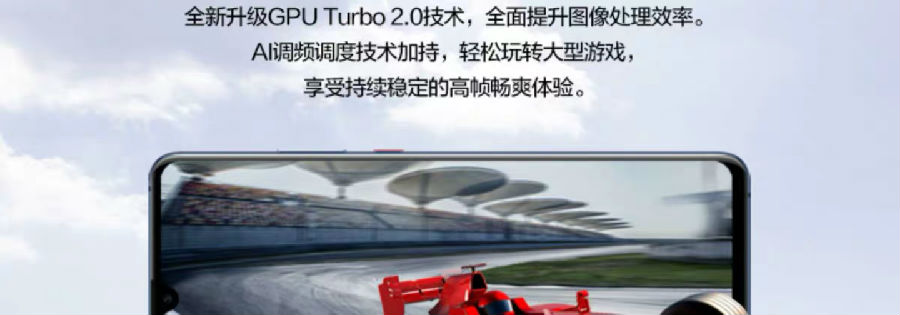 全新升级GPU Turbo 2.0技术，全面提升图像处理效率。
AI调频调度技术加持，轻松玩转大型游戏，
享受持续稳定的高帧畅爽体验。